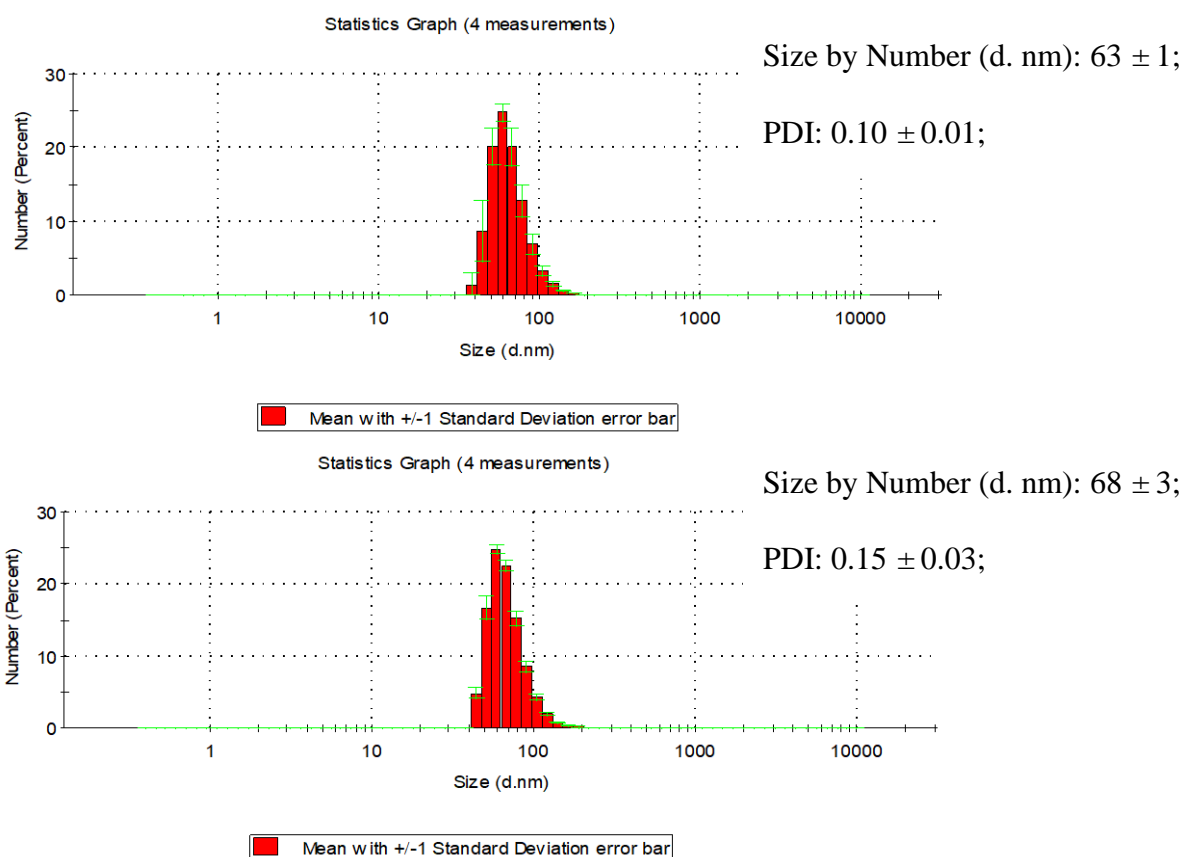 Statistics Graph (4 measurements)
Size by Number (d. nm): 63 ± 1;
PDI: 0.10 ± 0.01;
Number (Percent)
30
20
10
0
1 10 100 1000 10000
Size (d.nm)
Mean with +/-1 Standard Deviation error bar
Statistics Graph (4 measurements)
Size by Number (d. nm): 68 ± 3;
PDI: 0.15 ± 0.03;
Number (Percent)
30
20
10
0
1 10 100 1000 10000
Size (d.nm)
Mean with +/-1 Standard Deviation error bar